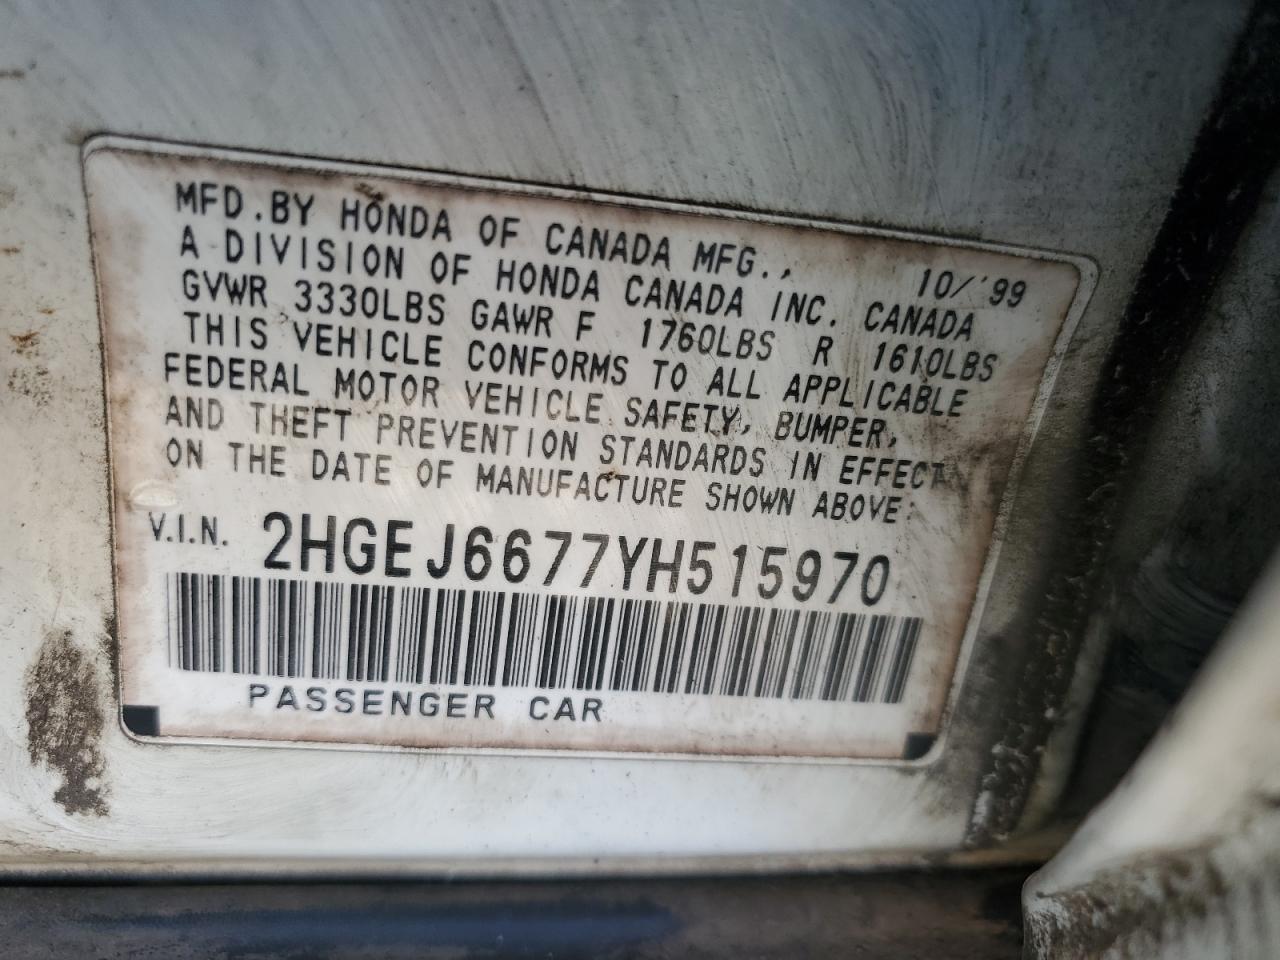 MFD. BY HONDA OF CANADA MFG., 10/'99
A DIVISION OF HONDA CANADA INC. CANADA
GVWR 3330LBS GAWR F 1760LBS R 1610LBS
THIS VEHICLE CONFORMS TO ALL APPLICABLE
FEDERAL MOTOR VEHICLE SAFETY, BUMPER,
AND THEFT PREVENTION STANDARDS IN EFFECT
ON THE DATE OF MANUFACTURE SHOWN ABOVE:
V.I.N. 2HGEJ6677YH515970
PASSENGER CAR